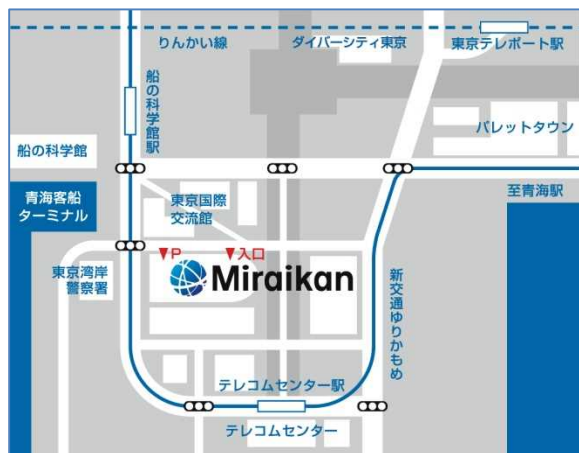 りんかい線
ダイバーシティ東京
東京テレポート駅
船の科学館駅
パレットタウン
船の科学館
至青海駅
青海客船
ターミナル
東京国際
交流館
P
入口
Miraikan
東京湾岸
警察署
新交通ゆりかもめ
テレコムセンター駅
テレコムセンター